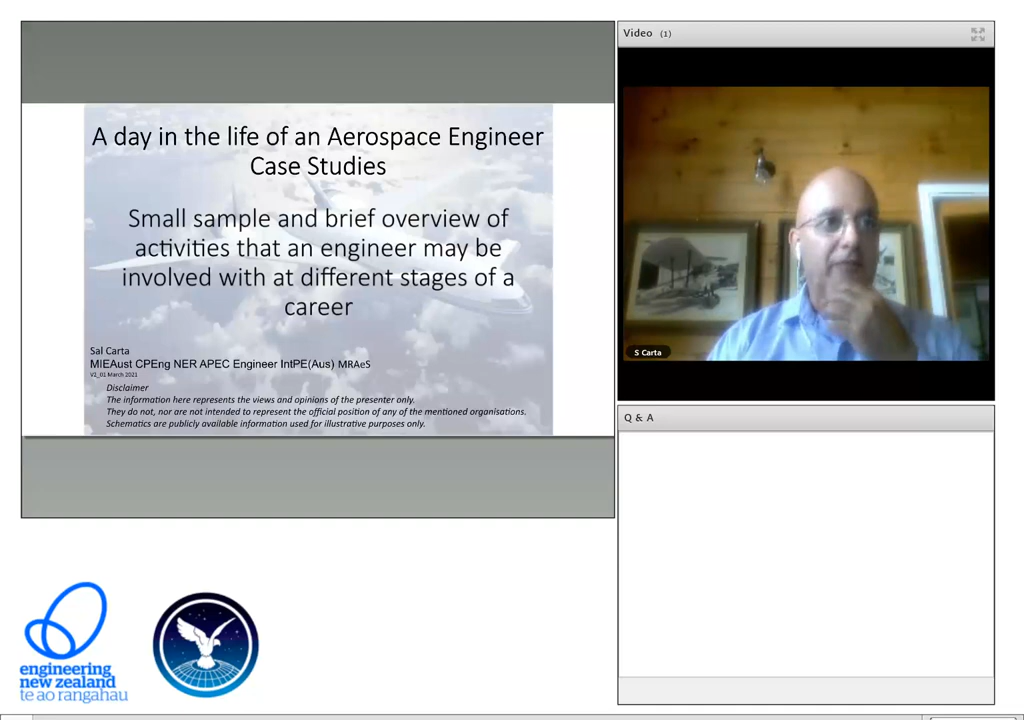 A day in the life of an Aerospace Engineer
Case Studies
Small sample and brief overview of
activities that an engineer may be
involved with at different stages of a
career
Sal Carta
MIEAust CPEng NER APEC Engineer IntPE(Aus) MRAeS
V1_01 March 2021
Disclaimer
The information here represents the views and opinions of the presenter only.
They do not, nor are not intended to represent the official position of any of the mentioned organisations.
Schematics are publicly available information used for illustrative purposes only.
Video (1)
S Carta
Q & A
engineering
new zealand
te ao rangahau